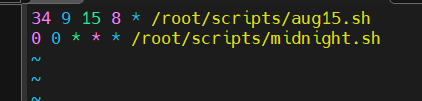 34 9 15 8 * /root/scripts/aug15.sh
0 0 * * * /root/scripts/midnight.sh
~
~
~